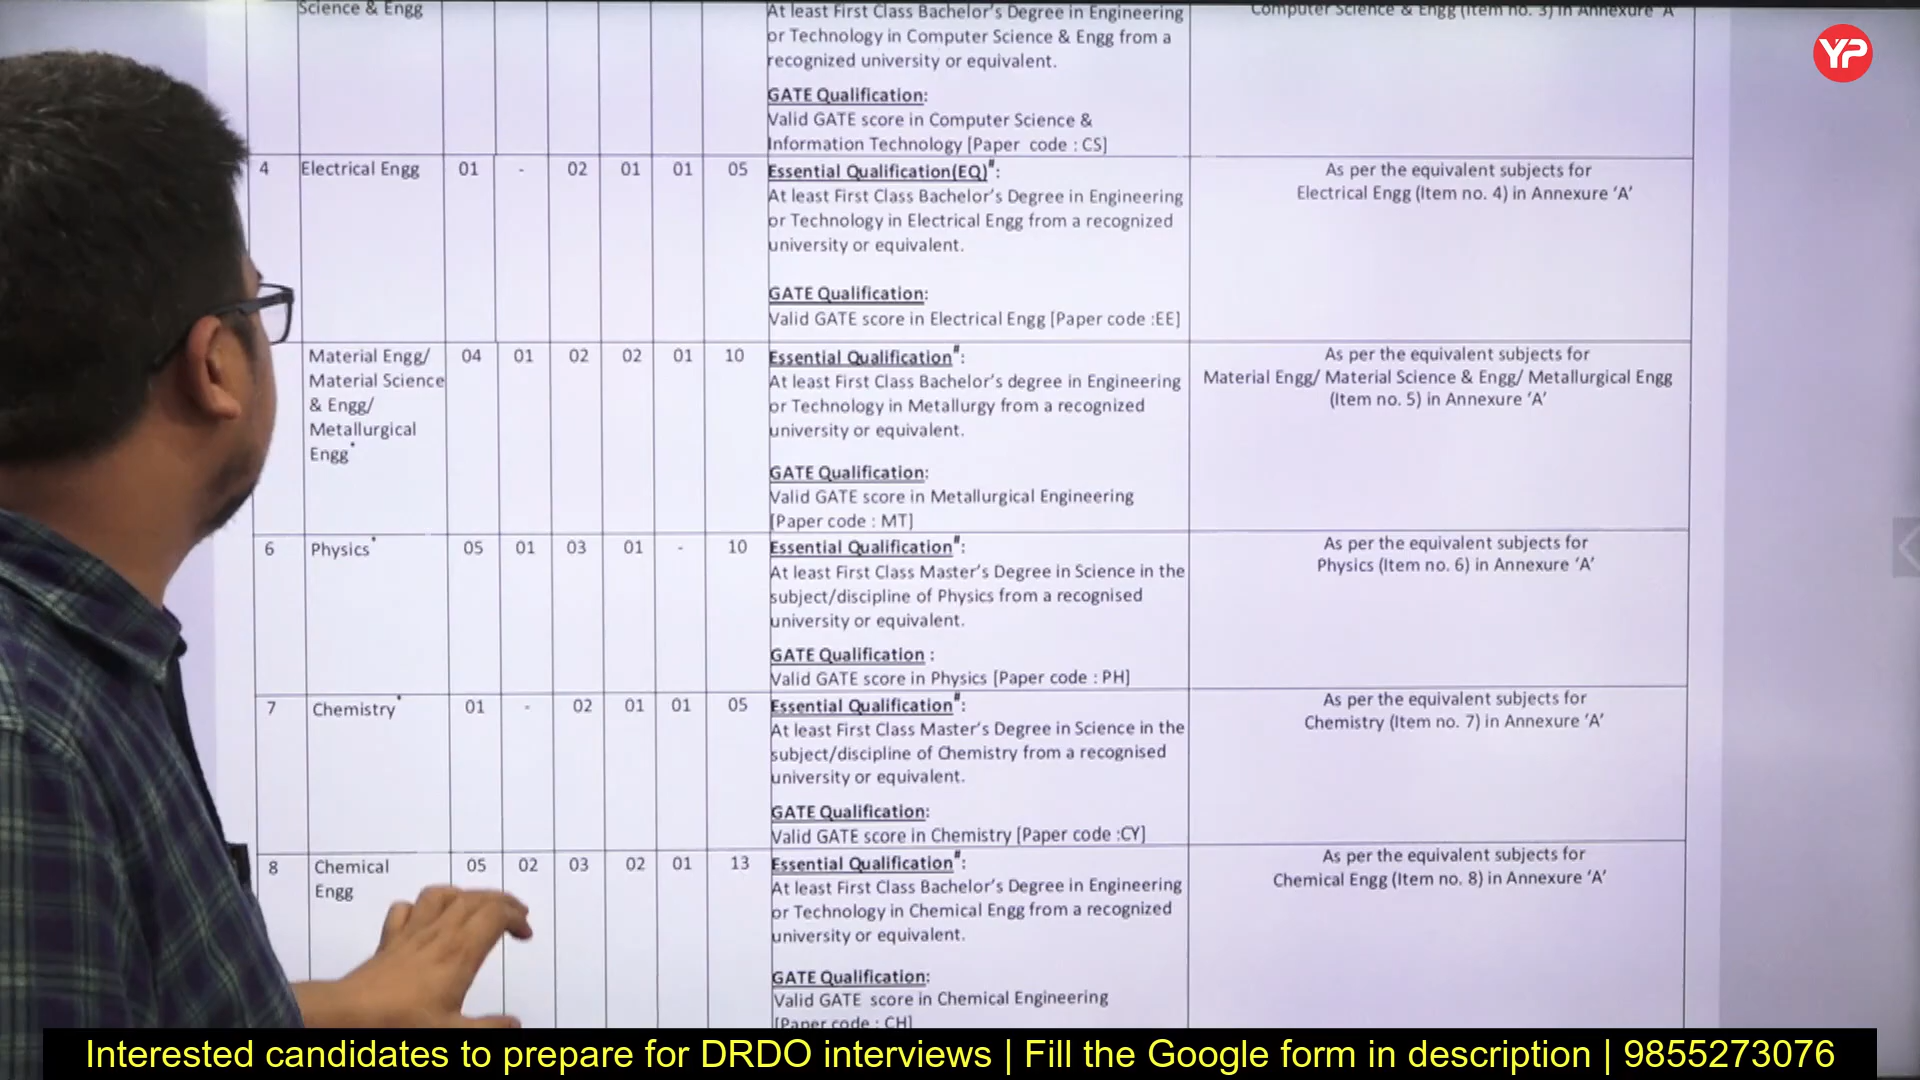 Science & Engg
At least First Class Bachelor's Degree in Engineering
or Technology in Computer Science & Engg from a
recognized university or equivalent.
GATE Qualification:
Valid GATE score in Computer Science &
Information Technology [Paper code : CS]
Computer Science & Engg (Item no. 3) in Annexure 'A'
YP
4 Electrical Engg 01 - 02 01 01 05
Essential Qualification(EQ)#:
At least First Class Bachelor's Degree in Engineering
or Technology in Electrical Engg from a recognized
university or equivalent.
GATE Qualification:
Valid GATE score in Electrical Engg [Paper code :EE]
As per the equivalent subjects for
Electrical Engg (Item no. 4) in Annexure 'A'
Material Engg/ 04 01 02 02 01 10
Material Science
& Engg/
Metallurgical
Engg*
Essential Qualification#:
At least First Class Bachelor's degree in Engineering
or Technology in Metallurgy from a recognized
university or equivalent.
GATE Qualification:
Valid GATE score in Metallurgical Engineering
[Paper code : MT]
As per the equivalent subjects for
Material Engg/ Material Science & Engg/ Metallurgical Engg
(Item no. 5) in Annexure 'A'
6 Physics* 05 01 03 01 - 10
Essential Qualification#:
At least First Class Master's Degree in Science in the
subject/discipline of Physics from a recognised
university or equivalent.
GATE Qualification :
Valid GATE score in Physics [Paper code : PH]
As per the equivalent subjects for
Physics (Item no. 6) in Annexure 'A'
7 Chemistry* 01 - 02 01 01 05
Essential Qualification#:
At least First Class Master's Degree in Science in the
subject/discipline of Chemistry from a recognised
university or equivalent.
GATE Qualification:
Valid GATE score in Chemistry [Paper code :CY]
As per the equivalent subjects for
Chemistry (Item no. 7) in Annexure 'A'
8 Chemical 05 02 03 02 01 13
Engg
Essential Qualification#:
At least First Class Bachelor's Degree in Engineering
or Technology in Chemical Engg from a recognized
university or equivalent.
GATE Qualification:
Valid GATE score in Chemical Engineering
[Paper code : CH]
As per the equivalent subjects for
Chemical Engg (Item no. 8) in Annexure 'A'
Interested candidates to prepare for DRDO interviews | Fill the Google form in description | 9855273076